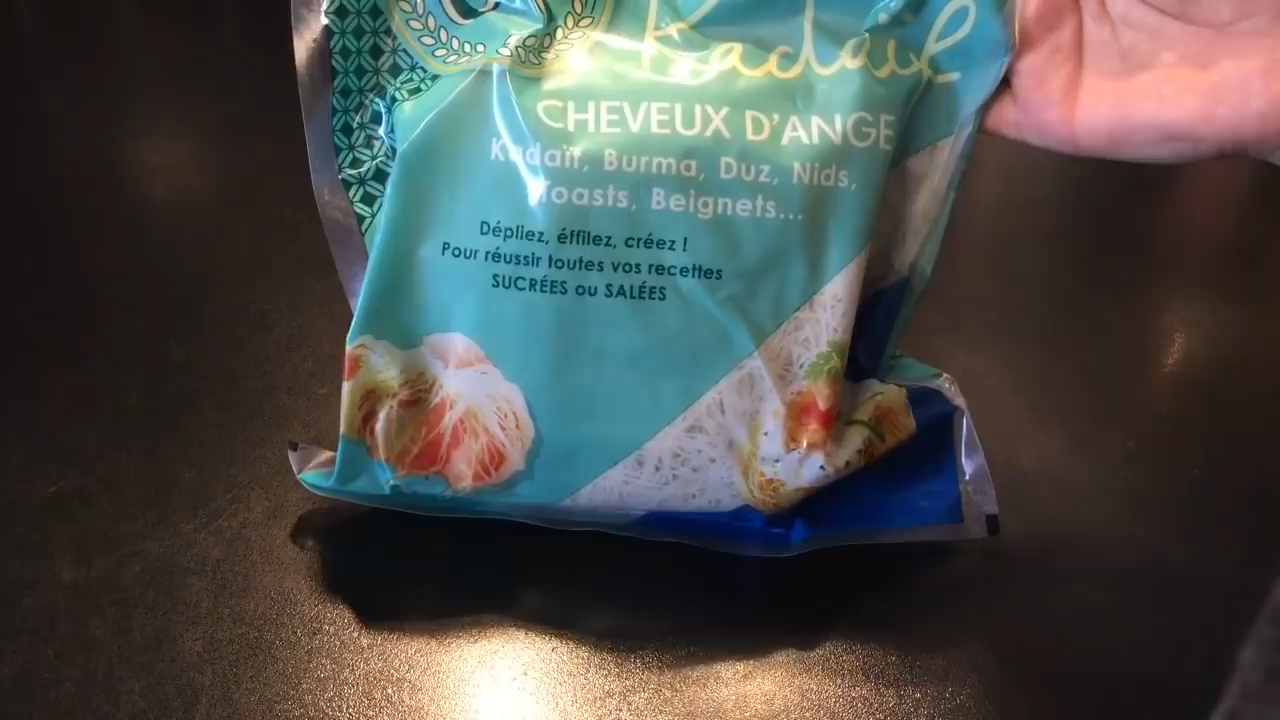 Kadaïf
CHEVEUX D'ANGE
Kadaïf, Burma, Duz, Nids,
Toasts, Beignets...
Dépliez, éffilez, créez !
Pour réussir toutes vos recettes
SUCRÉES ou SALÉES